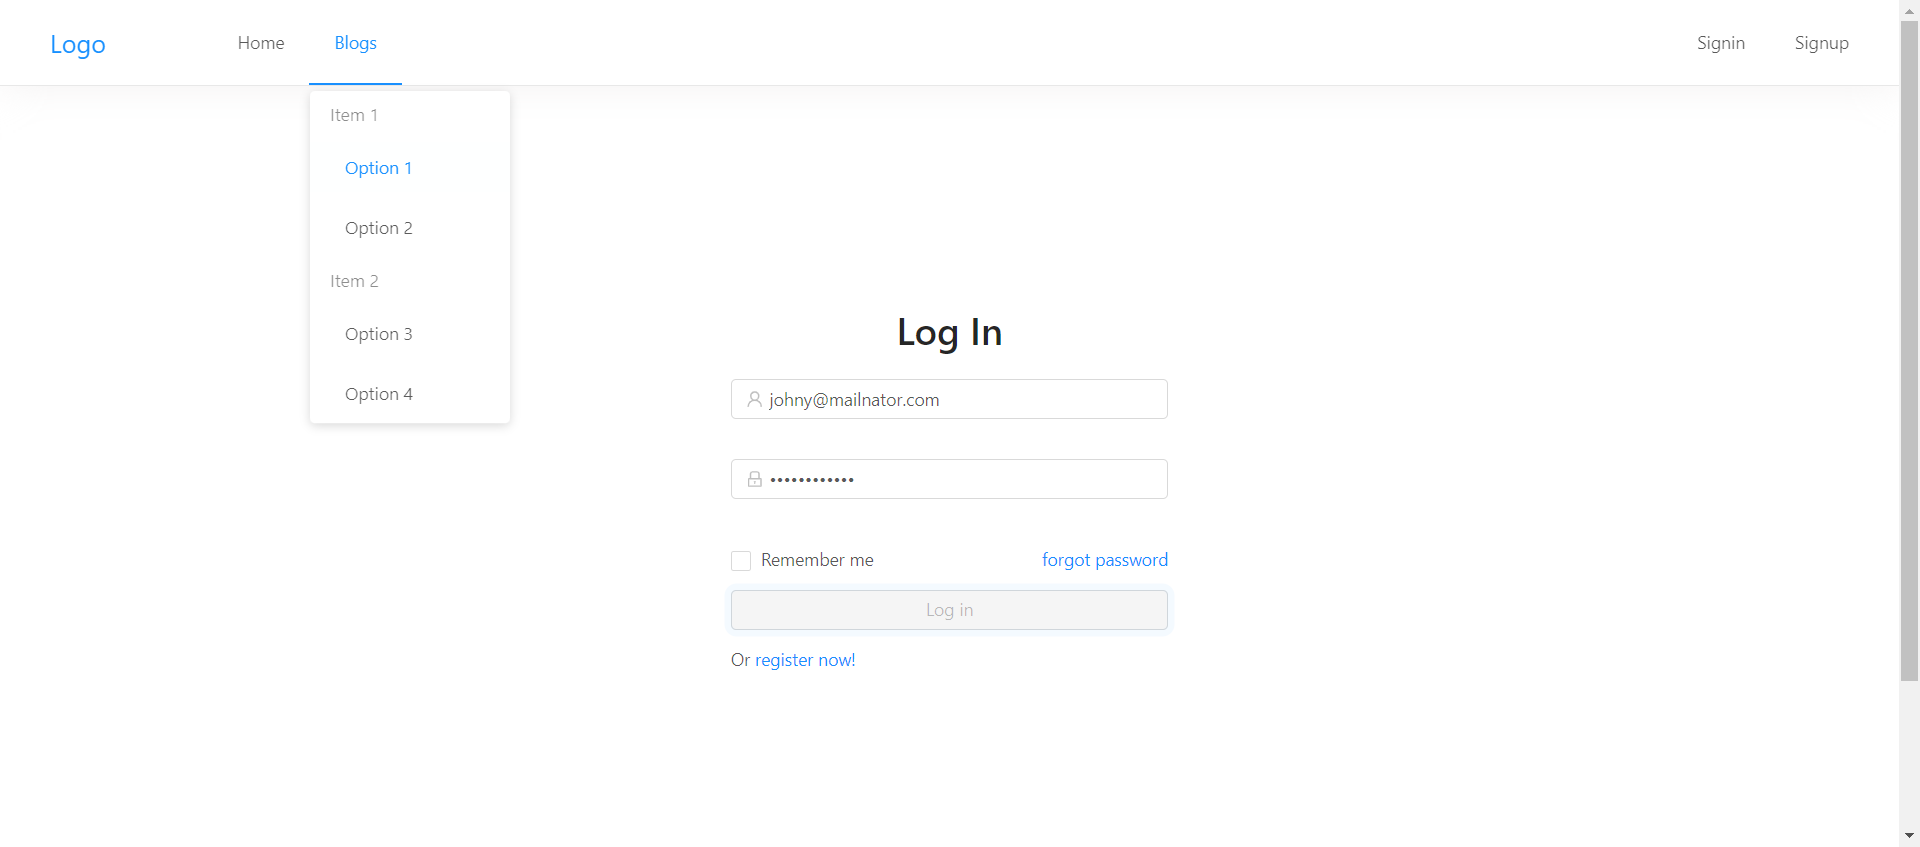 Logo
Home
Blogs
Signin
Signup
Item 1
Option 1
Option 2
Item 2
Option 3
Option 4
Log In
johny@mailnator.com
••••••••••••
Remember me
forgot password
Log in
Or register now!